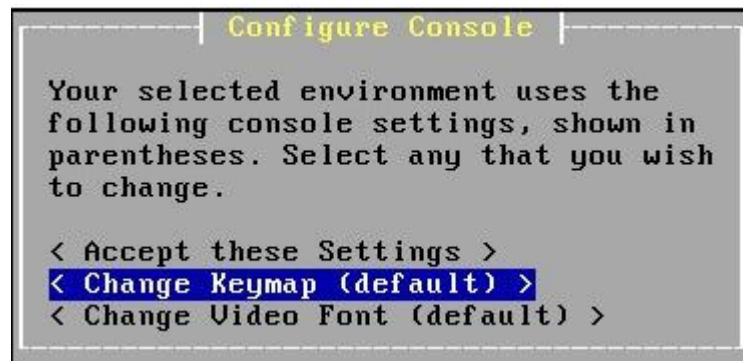 Configure Console
Your selected environment uses the
following console settings, shown in
parentheses. Select any that you wish
to change.
< Accept these Settings >
< Change Keymap (default) >
< Change Video Font (default) >